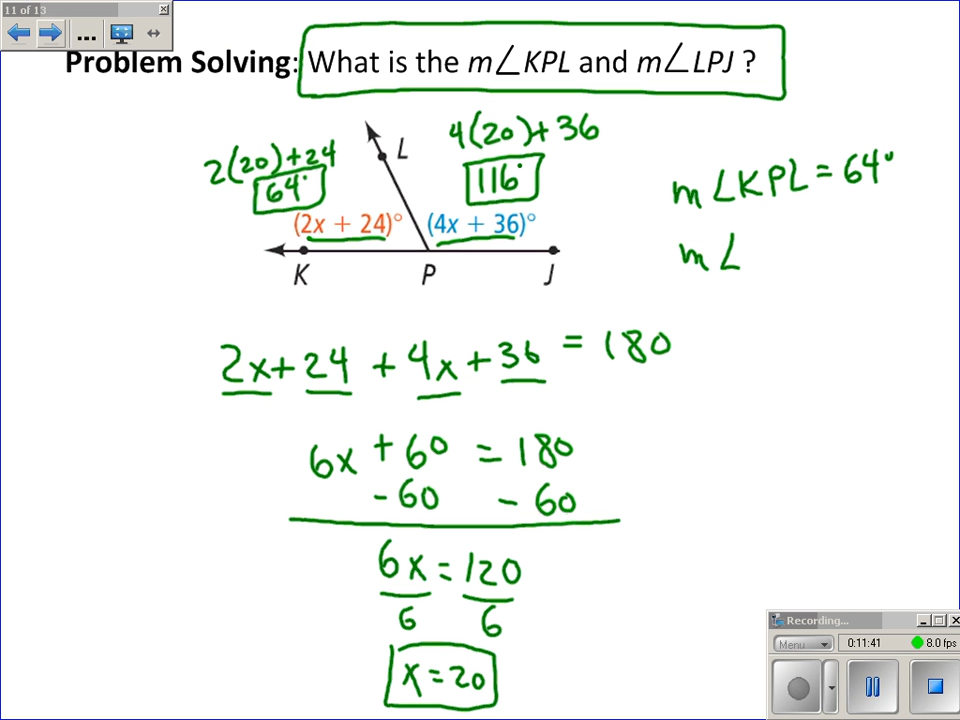 11 of 13
...
Problem Solving: What is the m∠KPL and m∠LPJ ?
4(20)+36
2(20)+24
L
116°
64°
m∠KPL=64°
(2x + 24)° (4x + 36)°
m∠
K P J
2x+24 + 4x+36 = 180
6x +60 = 180
-60 -60
6x=120
6 6
x=20
Recording...
Menu 0:11:41 8.0 fps